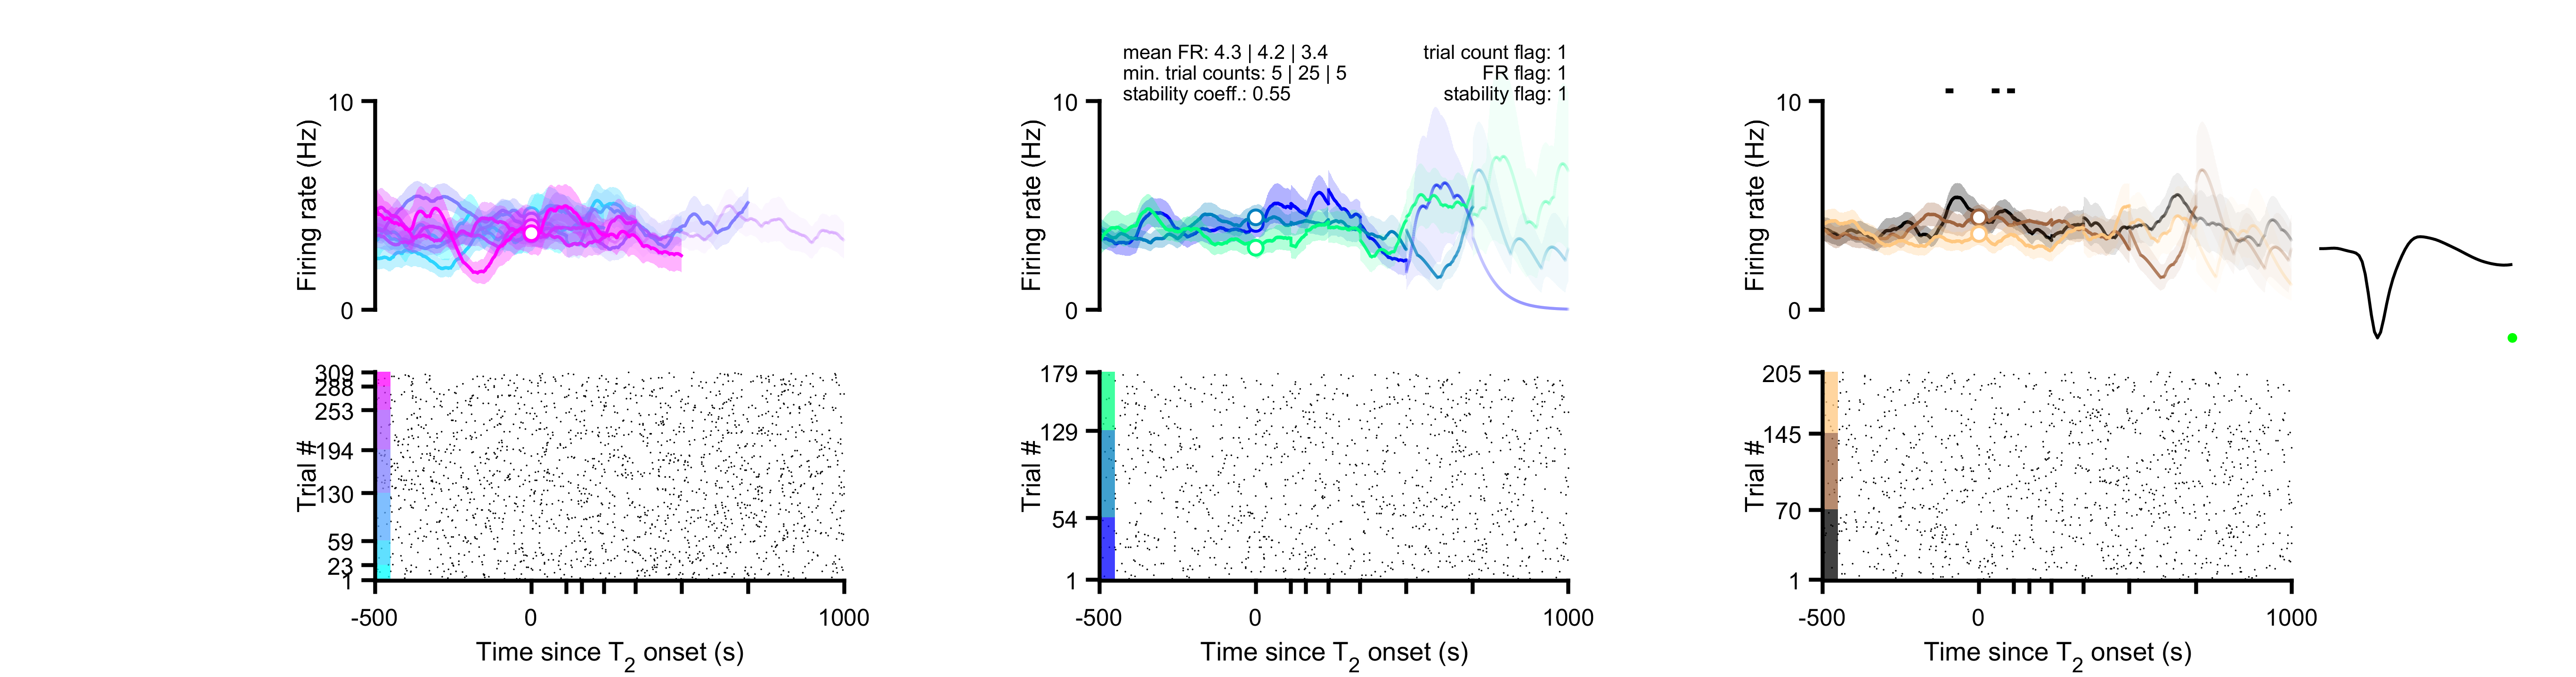 mean FR: 4.3 | 4.2 | 3.4
min. trial counts: 5 | 25 | 5
stability coeff.: 0.55
trial count flag: 1
FR flag: 1
stability flag: 1
Firing rate (Hz)
10
0
Firing rate (Hz)
10
0
Firing rate (Hz)
10
0
Trial #
309
288
253
194
130
59
23
1
-500
0
1000
Time since T2 onset (s)
Trial #
179
129
54
1
-500
0
1000
Time since T2 onset (s)
Trial #
205
145
70
1
-500
0
1000
Time since T2 onset (s)